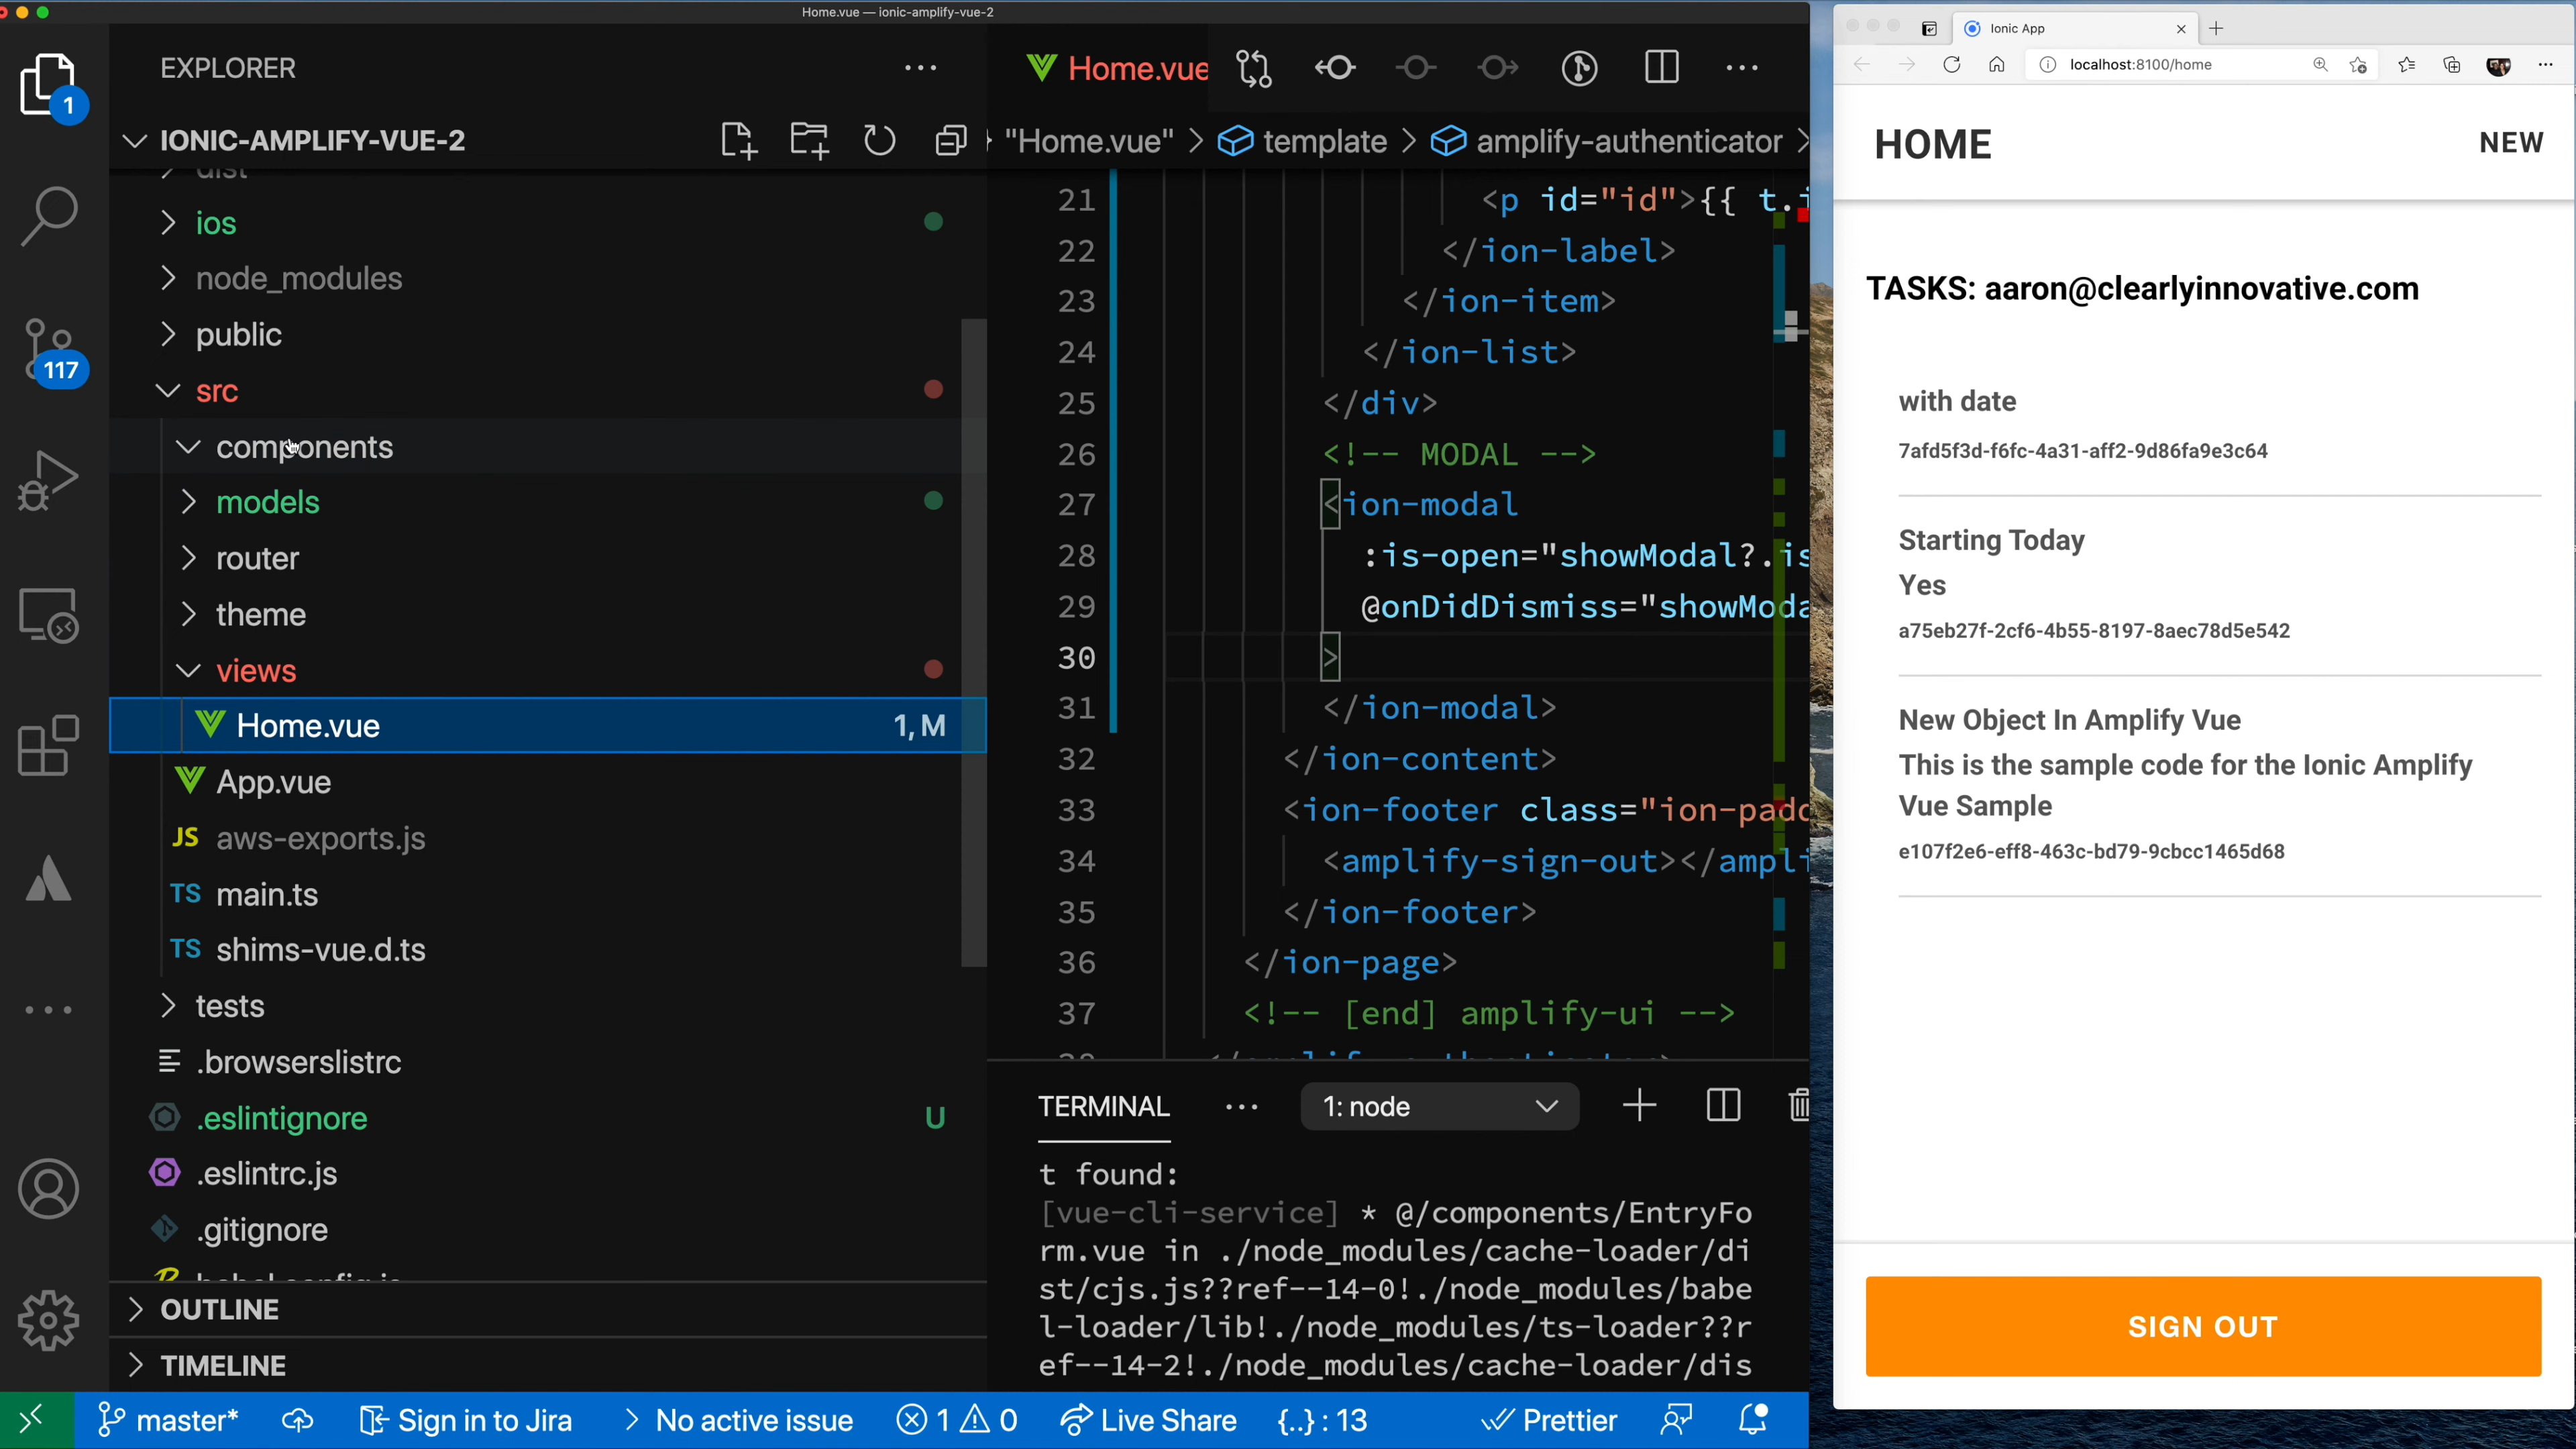 Home.vue — ionic-amplify-vue-2
EXPLORER
1
IONIC-AMPLIFY-VUE-2
dist
ios
node_modules
public
117
src
components
models
router
theme
views
Home.vue 1, M
App.vue
JS aws-exports.js
TS main.ts
TS shims-vue.d.ts
tests
.browserslistrc
.eslintignore U
.eslintrc.js
.gitignore
babel.config.js
OUTLINE
TIMELINE
Home.vue
"Home.vue" > template > amplify-authenticator >
21 <p id="id">{{ t.i
22 </ion-label>
23 </ion-item>
24 </ion-list>
25 </div>
26 <!-- MODAL -->
27 <ion-modal
28 :is-open="showModal?.is
29 @onDidDismiss="showModa
30 >
31 </ion-modal>
32 </ion-content>
33 <ion-footer class="ion-padd
34 <amplify-sign-out></ampli
35 </ion-footer>
36 </ion-page>
37 <!-- [end] amplify-ui -->
38 </amplify-authenticator>
TERMINAL 1: node
t found:
[vue-cli-service] * @/components/EntryFo
rm.vue in ./node_modules/cache-loader/di
st/cjs.js??ref--14-0!./node_modules/babe
l-loader/lib!./node_modules/ts-loader??r
ef--14-2!./node_modules/cache-loader/dis
master* Sign in to Jira > No active issue 1 0 Live Share {..} : 13 Prettier
Ionic App
localhost:8100/home
HOME NEW
TASKS: aaron@clearlyinnovative.com
with date
7afd5f3d-f6fc-4a31-aff2-9d86fa9e3c64
Starting Today
Yes
a75eb27f-2cf6-4b55-8197-8aec78d5e542
New Object In Amplify Vue
This is the sample code for the Ionic Amplify
Vue Sample
e107f2e6-eff8-463c-bd79-9cbcc1465d68
SIGN OUT